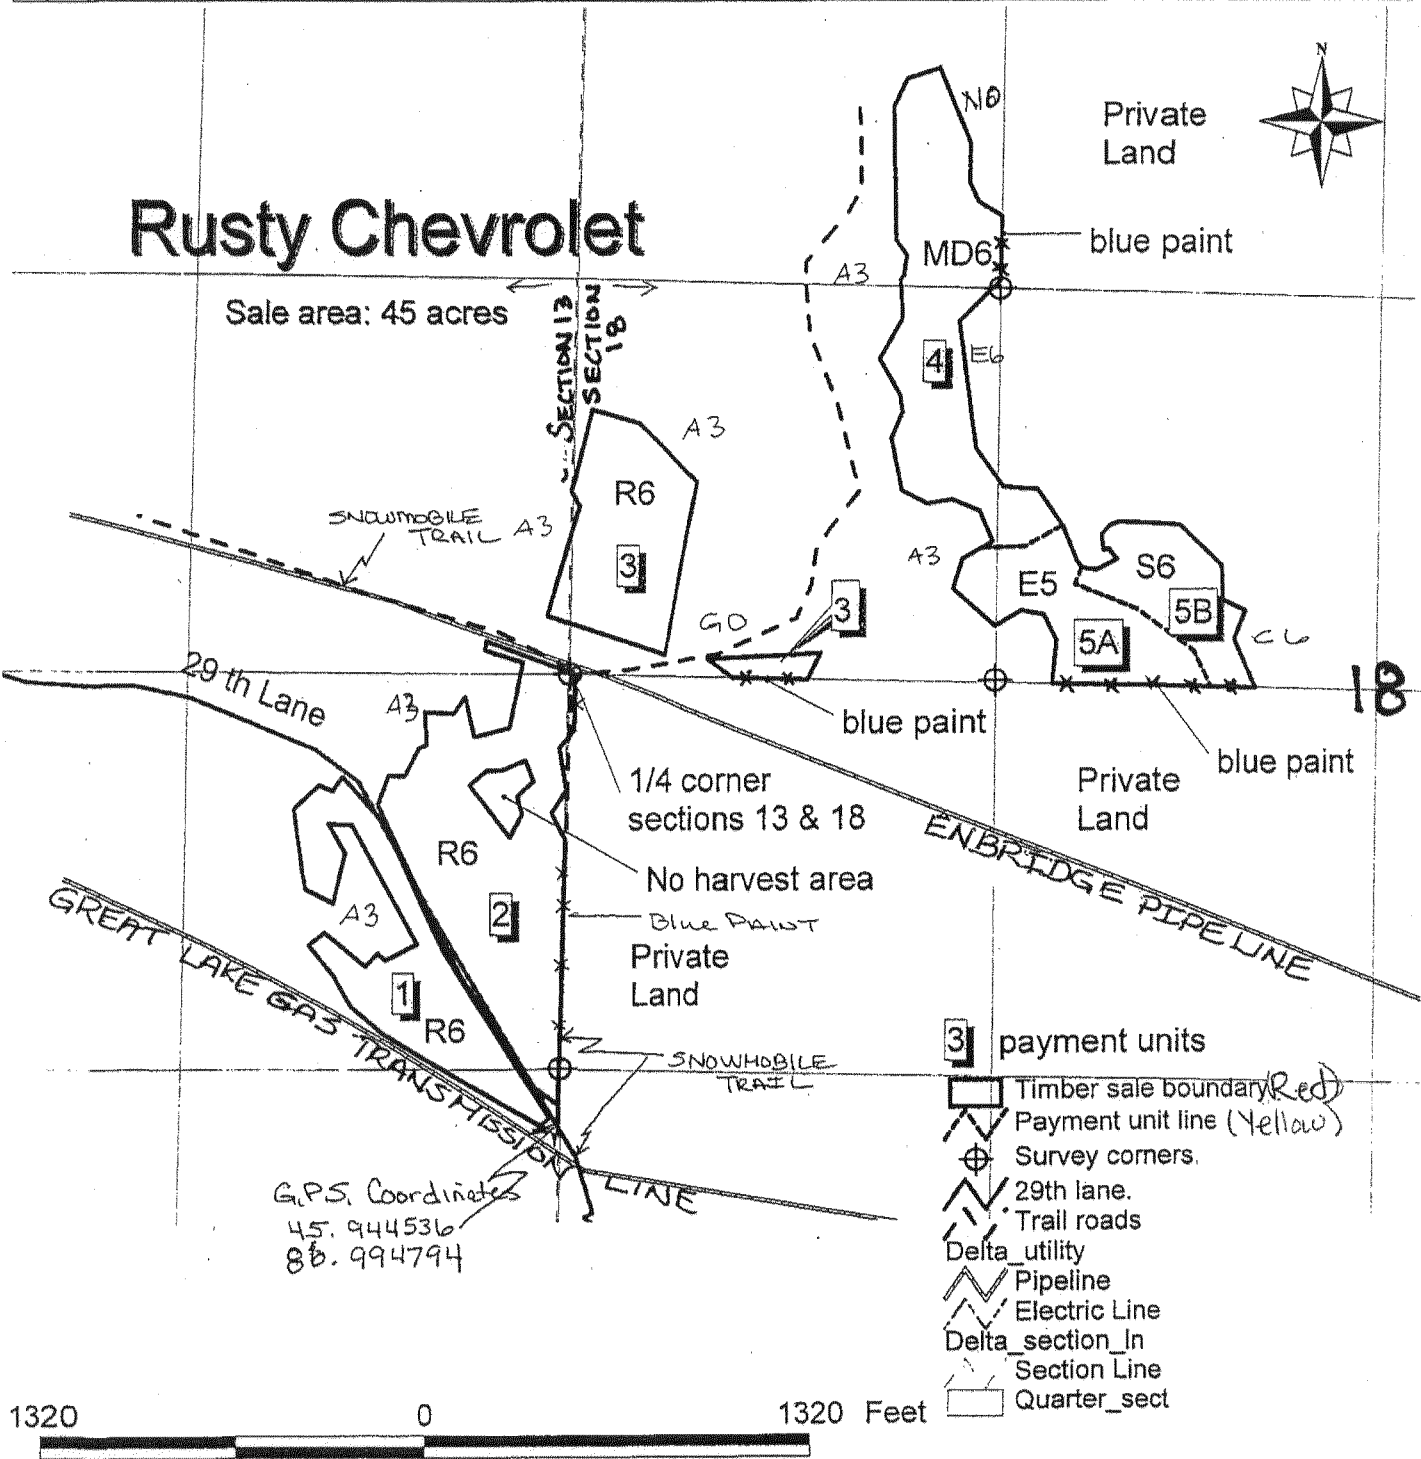 N
NO
Private
Land
Rusty Chevrolet
blue paint
MD6
A3
Sale area: 45 acres
SECTION 13
SECTION
18
4
E6
A3
R6
SNOWMOBILE
TRAIL
A3
3
A3
E5
S6
5B
GO
3
5A
C6
29 th Lane
A3
18
blue paint
blue paint
1/4 corner
sections 13 & 18
Private
Land
ENBRIDGE PIPELINE
R6
No harvest area
A3
2
Blue PAINT
GREAT LAKE GAS TRANSMISSION LINE
Private
Land
1
R6
SNOWMOBILE
TRAIL
3 payment units
Timber sale boundary (Red)
Payment unit line (Yellow)
Survey corners.
29th lane.
Trail roads
Delta_utility
Pipeline
Electric Line
Delta_section_ln
Section Line
Quarter_sect
G.P.S. Coordinates
45. 944536
86. 994794
1320 0 1320 Feet